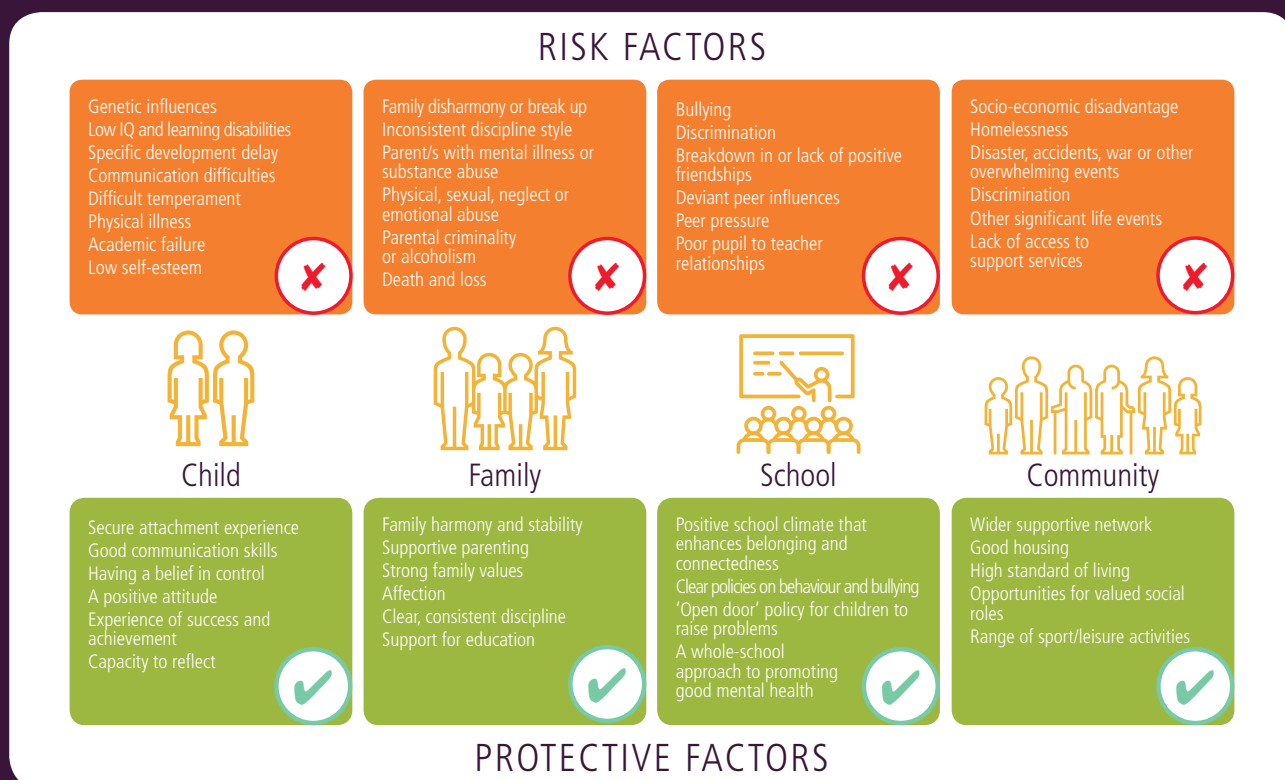 RISK FACTORS
Genetic influences
Low IQ and learning disabilities
Specific development delay
Communication difficulties
Difficult temperament
Physical illness
Academic failure
Low self-esteem
Family disharmony or break up
Inconsistent discipline style
Parent/s with mental illness or
substance abuse
Physical, sexual, neglect or
emotional abuse
Parental criminality
or alcoholism
Death and loss
Bullying
Discrimination
Breakdown in or lack of positive
friendships
Deviant peer influences
Peer pressure
Poor pupil to teacher
relationships
Socio-economic disadvantage
Homelessness
Disaster, accidents, war or other
overwhelming events
Discrimination
Other significant life events
Lack of access to
support services
Child
Family
School
Community
Secure attachment experience
Good communication skills
Having a belief in control
A positive attitude
Experience of success and
achievement
Capacity to reflect
Family harmony and stability
Supportive parenting
Strong family values
Affection
Clear, consistent discipline
Support for education
Positive school climate that
enhances belonging and
connectedness
Clear policies on behaviour and bullying
'Open door' policy for children to
raise problems
A whole-school
approach to promoting
good mental health
Wider supportive network
Good housing
High standard of living
Opportunities for valued social
roles
Range of sport/leisure activities
PROTECTIVE FACTORS